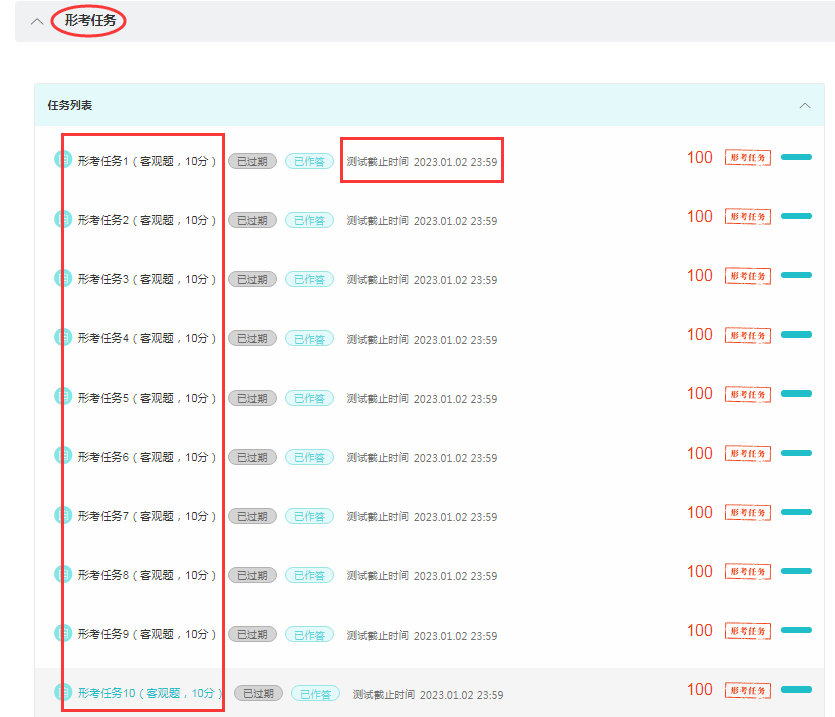 形考任务
任务列表
形考任务1（客观题，10分） 已过期 已作答 测试截止时间 2023.01.02 23:59 100 形考任务
形考任务2（客观题，10分） 已过期 已作答 测试截止时间 2023.01.02 23:59 100 形考任务
形考任务3（客观题，10分） 已过期 已作答 测试截止时间 2023.01.02 23:59 100 形考任务
形考任务4（客观题，10分） 已过期 已作答 测试截止时间 2023.01.02 23:59 100 形考任务
形考任务5（客观题，10分） 已过期 已作答 测试截止时间 2023.01.02 23:59 100 形考任务
形考任务6（客观题，10分） 已过期 已作答 测试截止时间 2023.01.02 23:59 100 形考任务
形考任务7（客观题，10分） 已过期 已作答 测试截止时间 2023.01.02 23:59 100 形考任务
形考任务8（客观题，10分） 已过期 已作答 测试截止时间 2023.01.02 23:59 100 形考任务
形考任务9（客观题，10分） 已过期 已作答 测试截止时间 2023.01.02 23:59 100 形考任务
形考任务10（客观题，10分） 已过期 已作答 测试截止时间 2023.01.02 23:59 100 形考任务